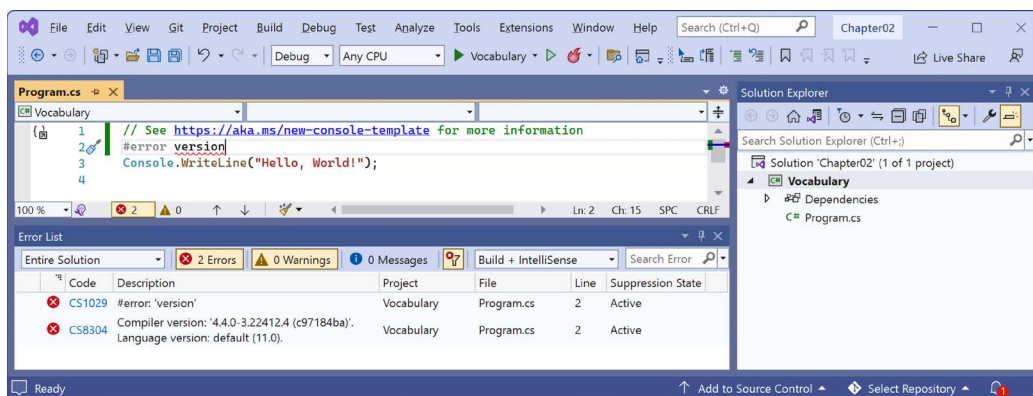 File Edit View Git Project Build Debug Test Analyze Tools Extensions Window Help Search (Ctrl+Q) Chapter02
Debug Any CPU Vocabulary Live Share
Program.cs
C# Vocabulary
1 // See https://aka.ms/new-console-template for more information
2 #error version
3 Console.WriteLine("Hello, World!");
4
100 % 2 0 Ln: 2 Ch: 15 SPC CRLF
Error List
Entire Solution 2 Errors 0 Warnings 0 Messages Build + IntelliSense Search Error
Code Description Project File Line Suppression State
CS1029 #error: 'version' Vocabulary Program.cs 2 Active
CS8304 Compiler version: '4.4.0-3.22412.4 (c97184ba)'. Language version: default (11.0). Vocabulary Program.cs 2 Active
Solution Explorer
Search Solution Explorer (Ctrl+;)
Solution 'Chapter02' (1 of 1 project)
C# Vocabulary
Dependencies
C# Program.cs
Ready Add to Source Control Select Repository 1